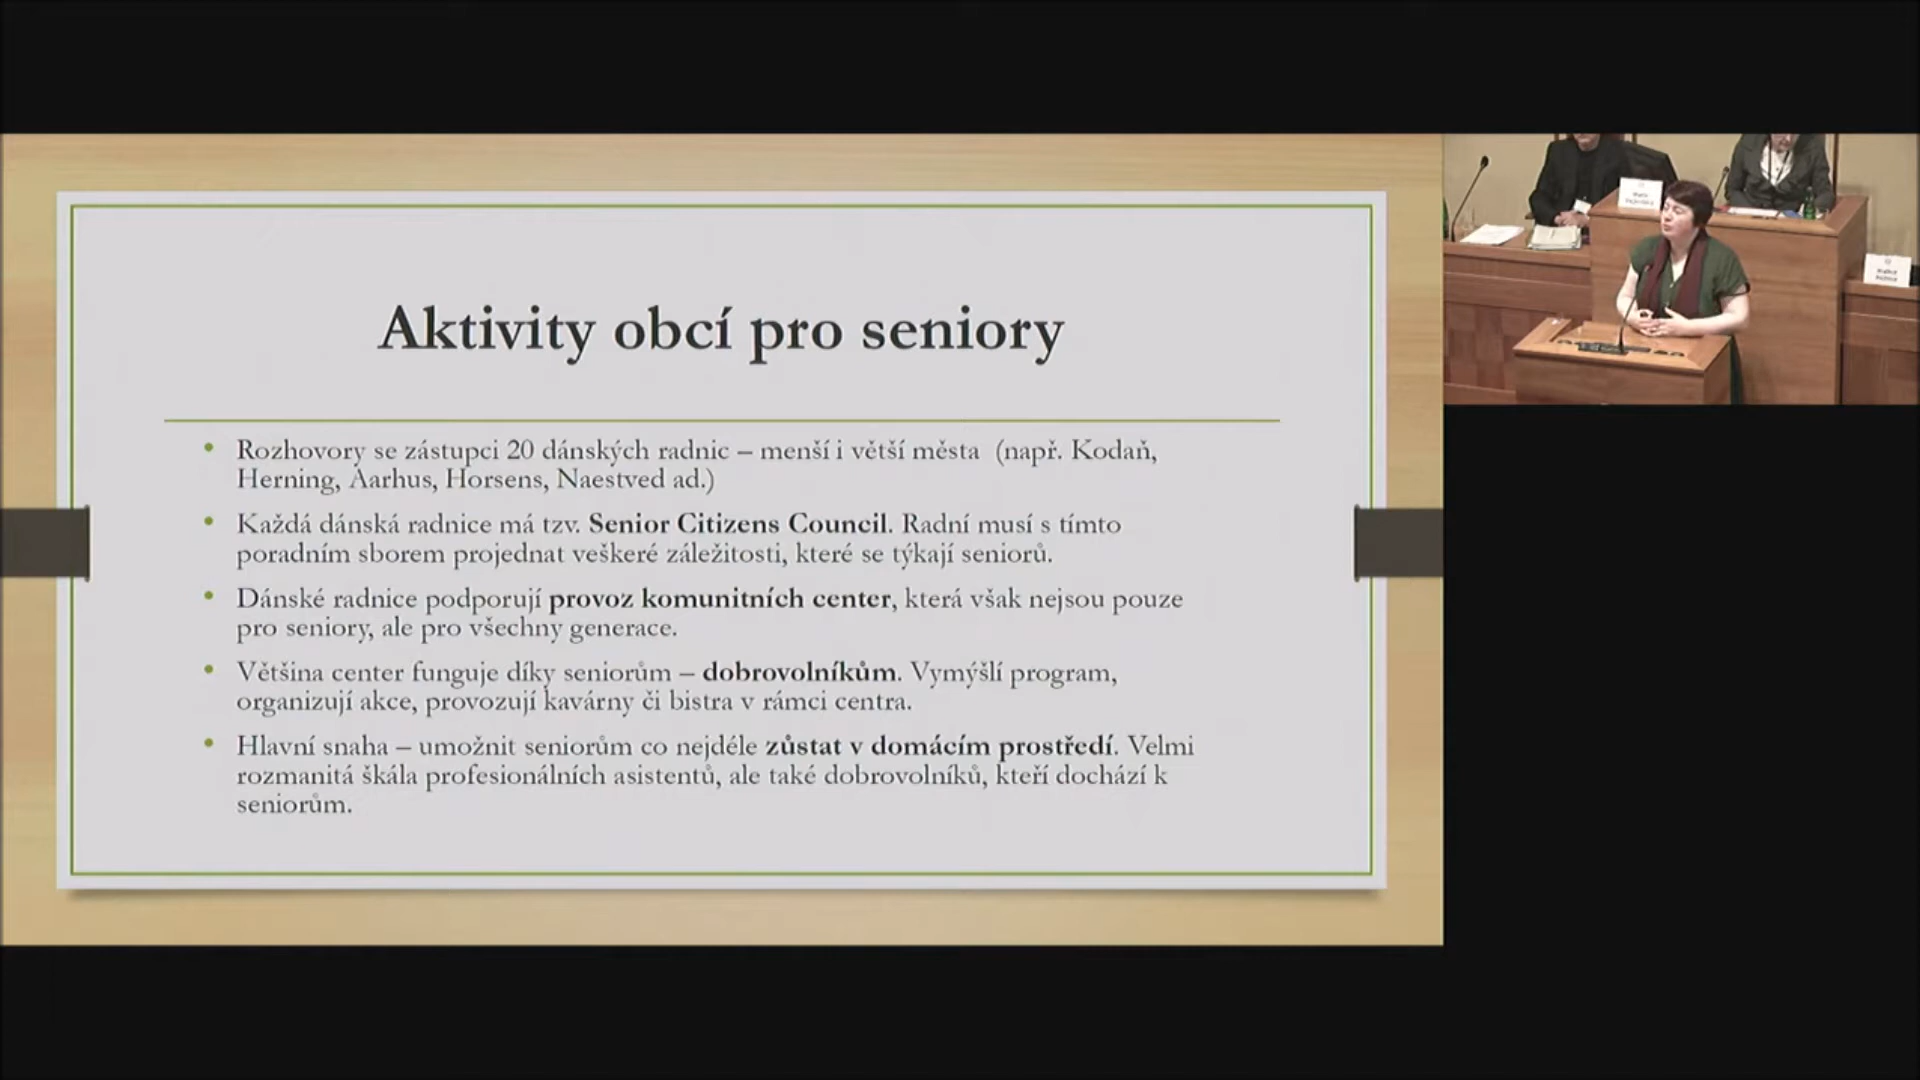 Aktivity obcí pro seniory
Rozhovory se zástupci 20 dánských radnic – menší i větší města (např. Kodaň,
Herning, Aarhus, Horsens, Naestved ad.)
Každá dánská radnice má tzv. Senior Citizens Council. Radní musí s tímto
poradním sborem projednat veškeré záležitosti, které se týkají seniorů.
Dánské radnice podporují provoz komunitních center, která však nejsou pouze
pro seniory, ale pro všechny generace.
Většina center funguje díky seniorům – dobrovolníkům. Vymýšlí program,
organizují akce, provozují kavárny či bistra v rámci centra.
Hlavní snaha – umožnit seniorům co nejdéle zůstat v domácím prostředí. Velmi
rozmanitá škála profesionálních asistentů, ale také dobrovolníků, kteří dochází k
seniorům.